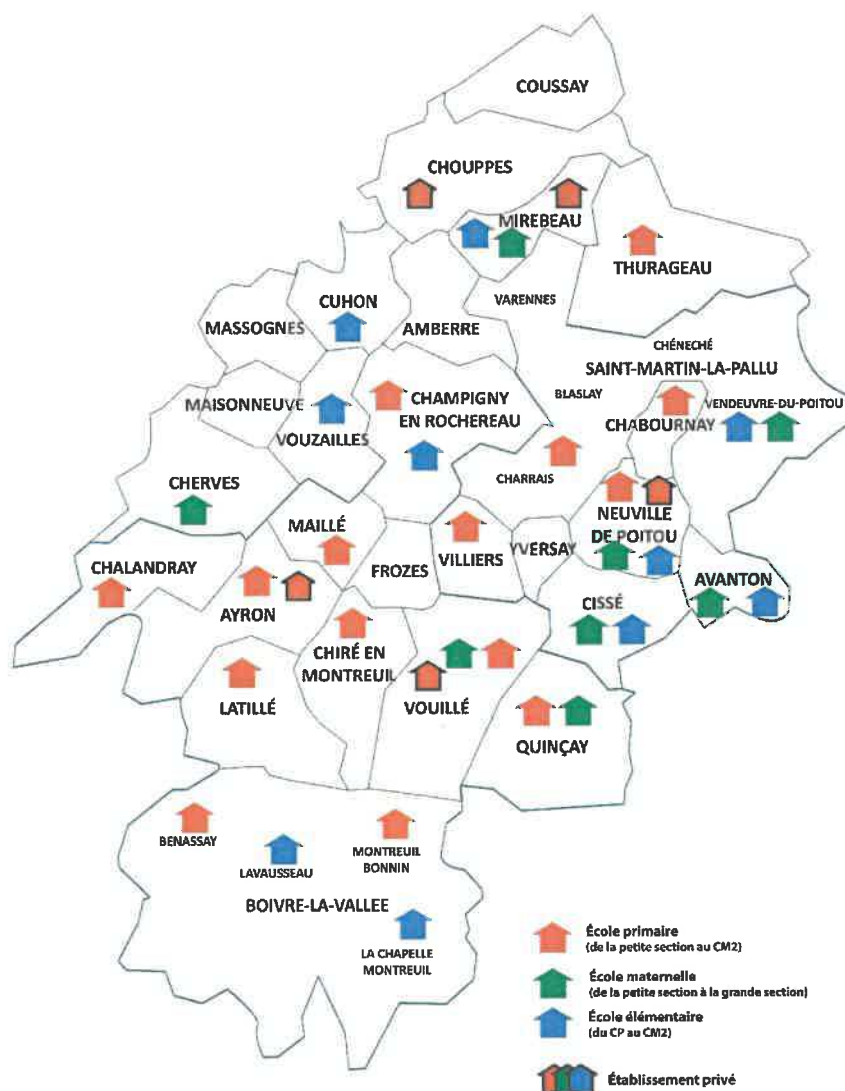 COUSSAY
CHOUPPES
MIREBEAU
THURAGEAU
CUHON
VARENNES
MASSOGNES
AMBERRE
CHÉNECHÉ
SAINT-MARTIN-LA-PALLU
MAISONNEUVE
VOUZAILLES
CHAMPIGNY
EN ROCHEREAU
BLASLAY
CHABOURNAY
VENDEUVRE-DU-POITOU
CHERVES
CHARRAIS
MAILLÉ
NEUVILLE
DE POITOU
CHALANDRAY
FROZES
VILLIERS
YVERSAY
AVANTON
AYRON
CISSÉ
CHIRÉ EN
MONTREUIL
LATILLÉ
VOUILLÉ
QUINÇAY
BENASSAY
LAVAUSSEAU
MONTREUIL
BONNIN
BOIVRE-LA-VALLEE
LA CHAPELLE
MONTREUIL
École primaire
(de la petite section au CM2)
École maternelle
(de la petite section à la grande section)
École élémentaire
(du CP au CM2)
Établissement privé